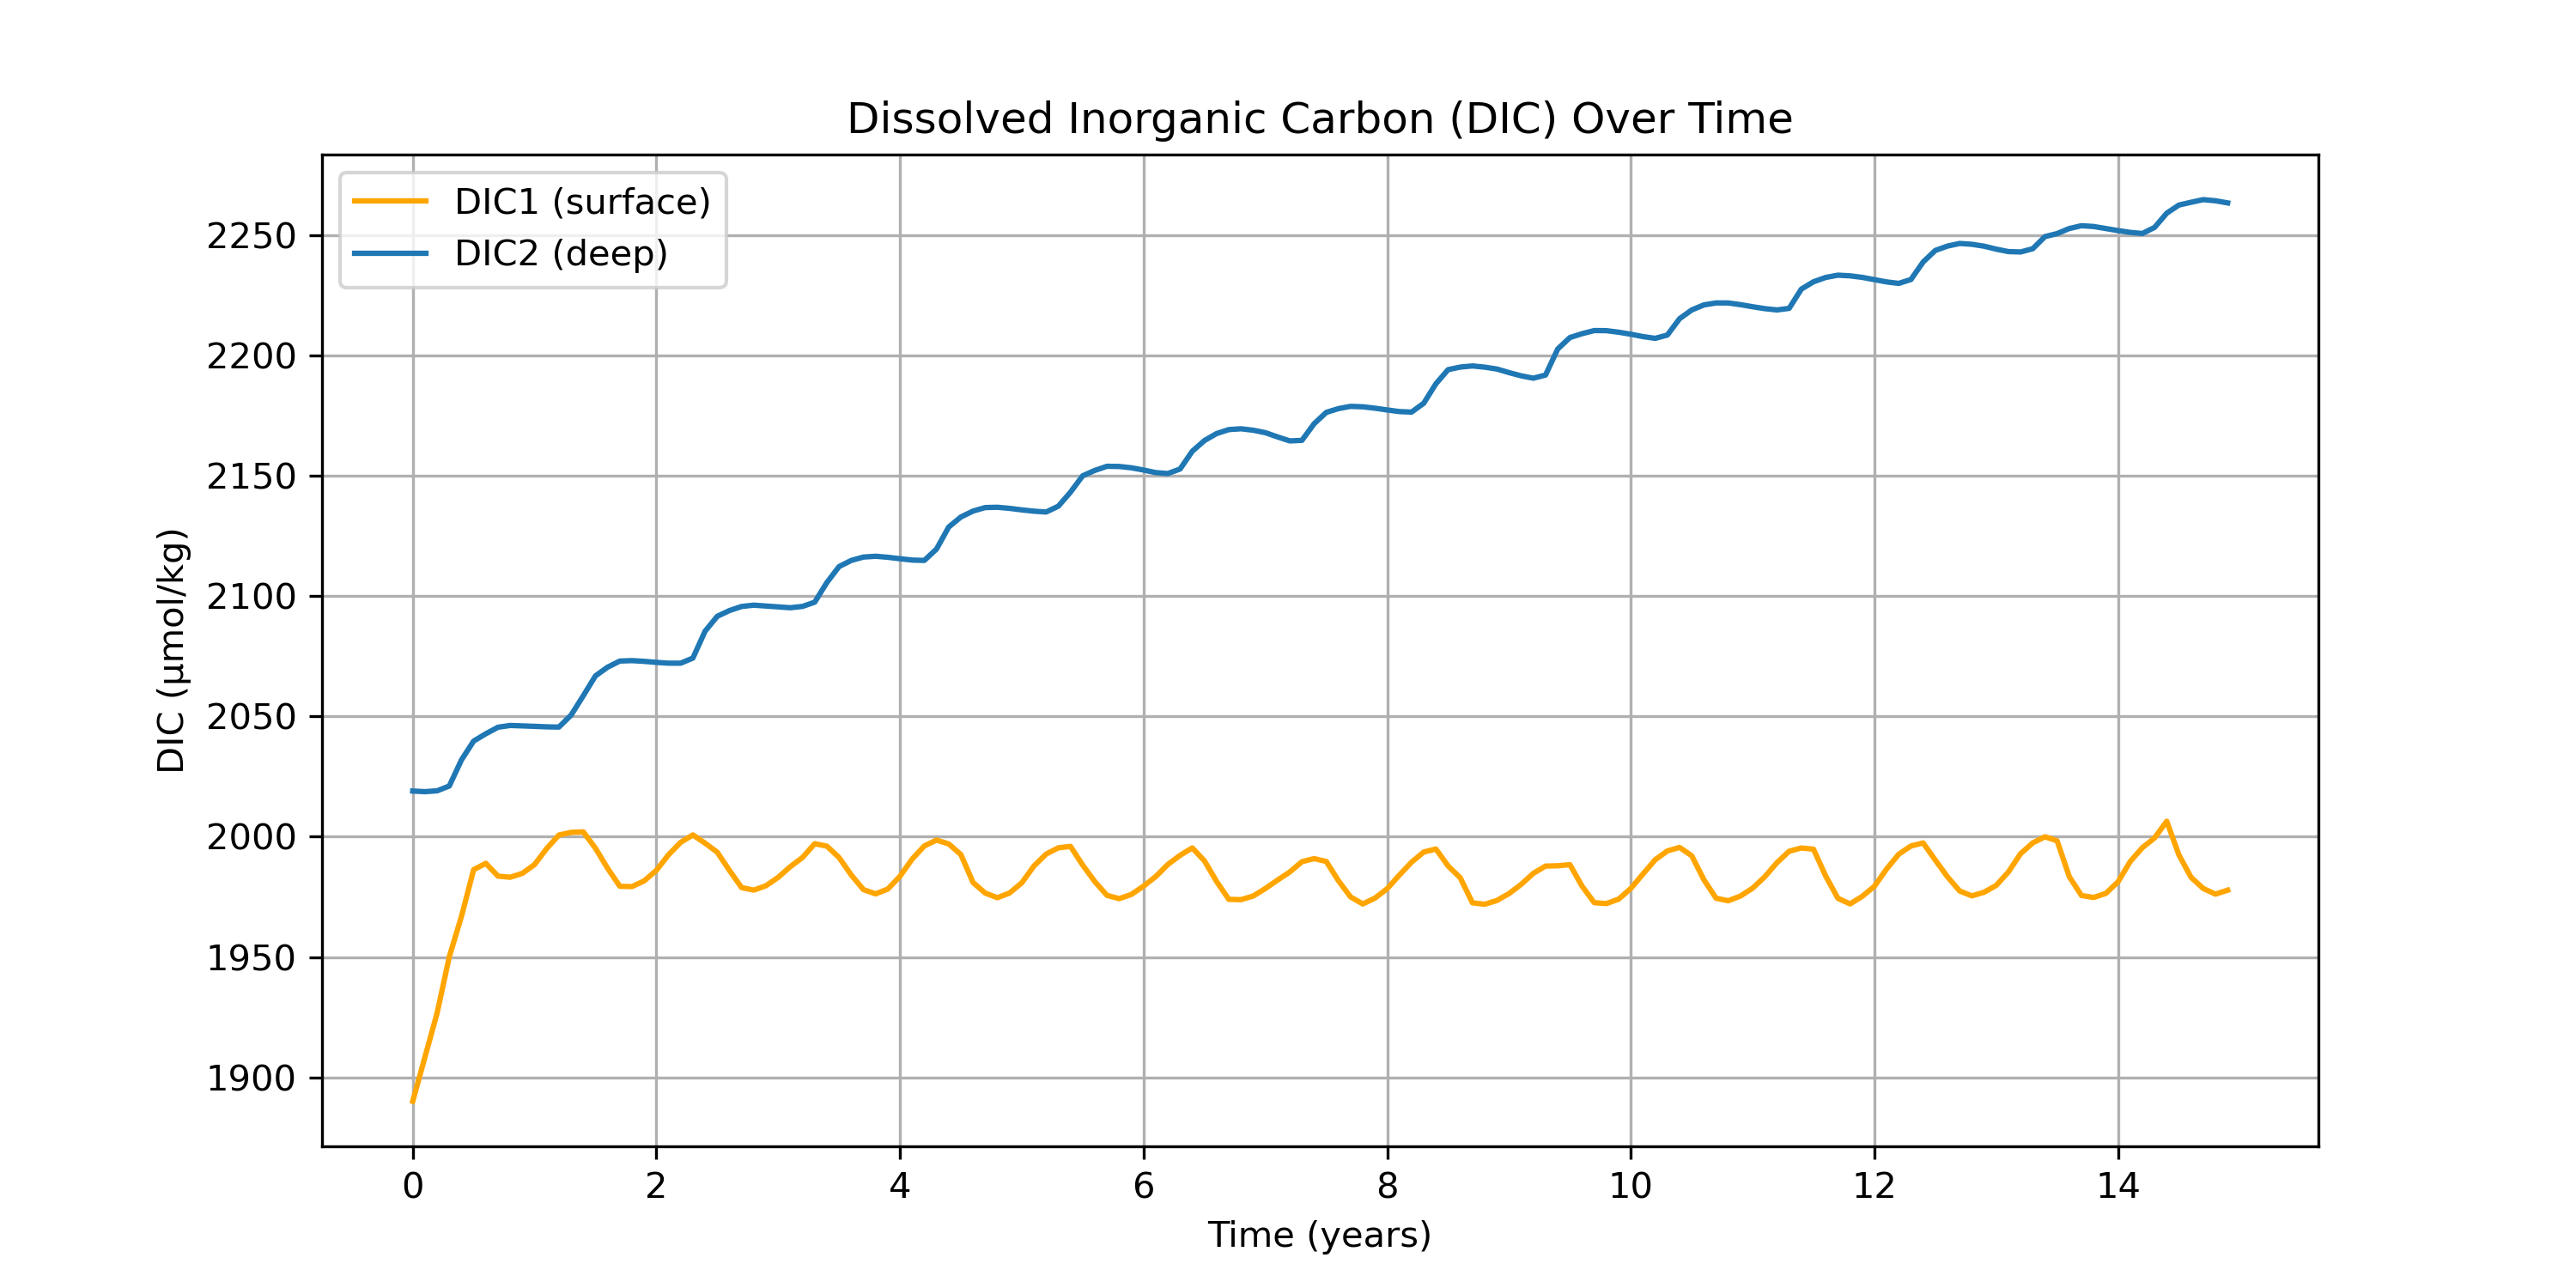 Dissolved Inorganic Carbon (DIC) Over Time
DIC1 (surface)
DIC2 (deep)
DIC (μmol/kg)
2250
2200
2150
2100
2050
2000
1950
1900
0 2 4 6 8 10 12 14
Time (years)